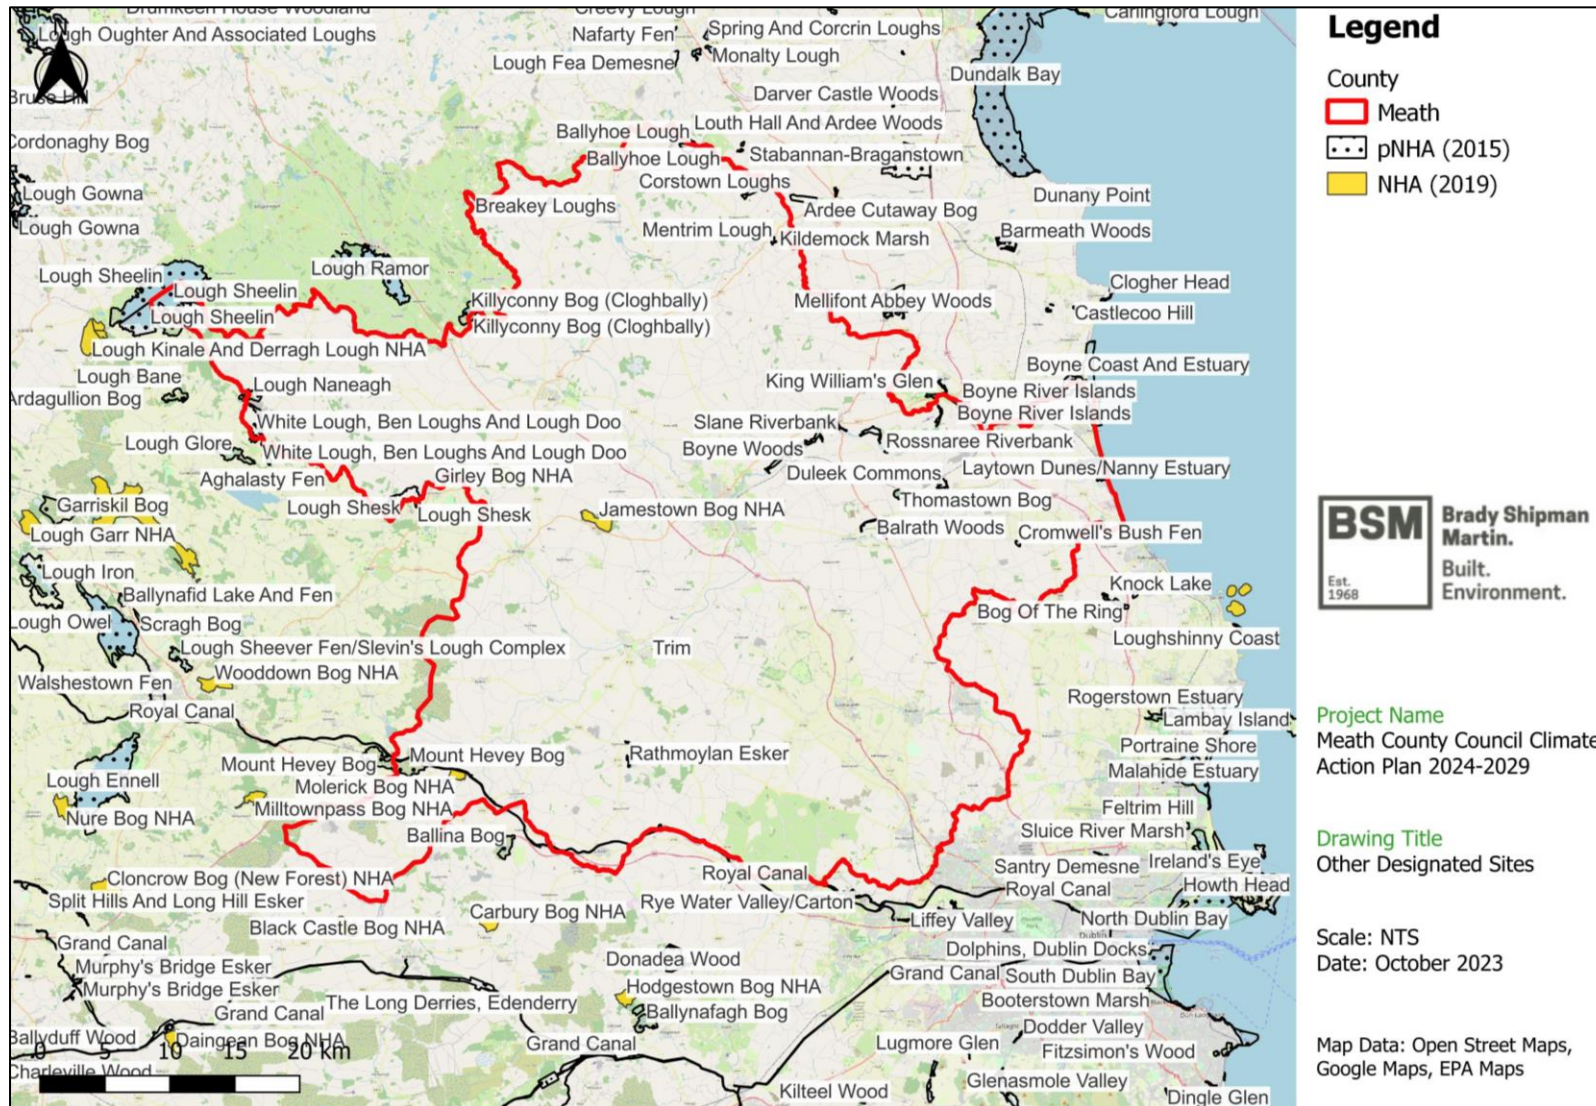 Drumkeen House Woodland
Creevy Lough
Carlingford Lough
Lough Oughter And Associated Loughs
Nafarty Fen
Spring And Corcrin Loughs
Lough Fea Demesne
Monalty Lough
Dundalk Bay
Bruse Hill
Darver Castle Woods
Cordonaghy Bog
Ballyhoe Lough
Louth Hall And Ardee Woods
Ballyhoe Lough
Stabannan-Braganstown
Corstown Loughs
Lough Gowna
Breakey Loughs
Dunany Point
Ardee Cutaway Bog
Lough Gowna
Mentrim Lough
Kildemock Marsh
Barmeath Woods
Lough Sheelin
Lough Ramor
Lough Sheelin
Clogher Head
Killyconny Bog (Cloghbally)
Mellifont Abbey Woods
Castlecoo Hill
Lough Sheelin
Killyconny Bog (Cloghbally)
Lough Kinale And Derragh Lough NHA
Boyne Coast And Estuary
Lough Bane
Lough Naneagh
King William's Glen
Boyne River Islands
Ardagullion Bog
Boyne River Islands
White Lough, Ben Loughs And Lough Doo
Slane Riverbank
Lough Glore
Rossnaree Riverbank
White Lough, Ben Loughs And Lough Doo
Boyne Woods
Aghalasty Fen
Girley Bog NHA
Duleek Commons
Laytown Dunes/Nanny Estuary
Garriskil Bog
Lough Shesk
Lough Shesk
Jamestown Bog NHA
Thomastown Bog
Lough Garr NHA
Balrath Woods
Cromwell's Bush Fen
Lough Iron
Ballynafid Lake And Fen
Knock Lake
Bog Of The Ring
Lough Owel
Scragh Bog
Loughshinny Coast
Lough Sheever Fen/Slevin's Lough Complex
Trim
Wooddown Bog NHA
Walshestown Fen
Rogerstown Estuary
Royal Canal
Lambay Island
Mount Hevey Bog
Mount Hevey Bog
Rathmoylan Esker
Portraine Shore
Lough Ennell
Molerick Bog NHA
Malahide Estuary
Milltownpass Bog NHA
Nure Bog NHA
Feltrim Hill
Ballina Bog
Sluice River Marsh
Cloncrow Bog (New Forest) NHA
Royal Canal
Santry Demesne
Ireland's Eye
Royal Canal
Howth Head
Split Hills And Long Hill Esker
Rye Water Valley/Carton
Black Castle Bog NHA
Carbury Bog NHA
Liffey Valley
North Dublin Bay
Dublin
Grand Canal
Donadea Wood
Dolphins, Dublin Docks
Murphy's Bridge Esker
Grand Canal
South Dublin Bay
Murphy's Bridge Esker
The Long Derries, Edenderry
Hodgestown Bog NHA
Booterstown Marsh
Grand Canal
Ballynafagh Bog
Dodder Valley
Ballyduff Wood
Daingean Bog NHA
Grand Canal
Lugmore Glen
Fitzsimon's Wood
Charleville Wood
Kilteel Wood
Glenasmole Valley
Dingle Glen
0 5 10 15 20 km
Legend
County
Meath
pNHA (2015)
NHA (2019)
BSM
Est.
1968
Brady Shipman
Martin.
Built.
Environment.
Project Name
Meath County Council Climate
Action Plan 2024-2029
Drawing Title
Other Designated Sites
Scale: NTS
Date: October 2023
Map Data: Open Street Maps,
Google Maps, EPA Maps